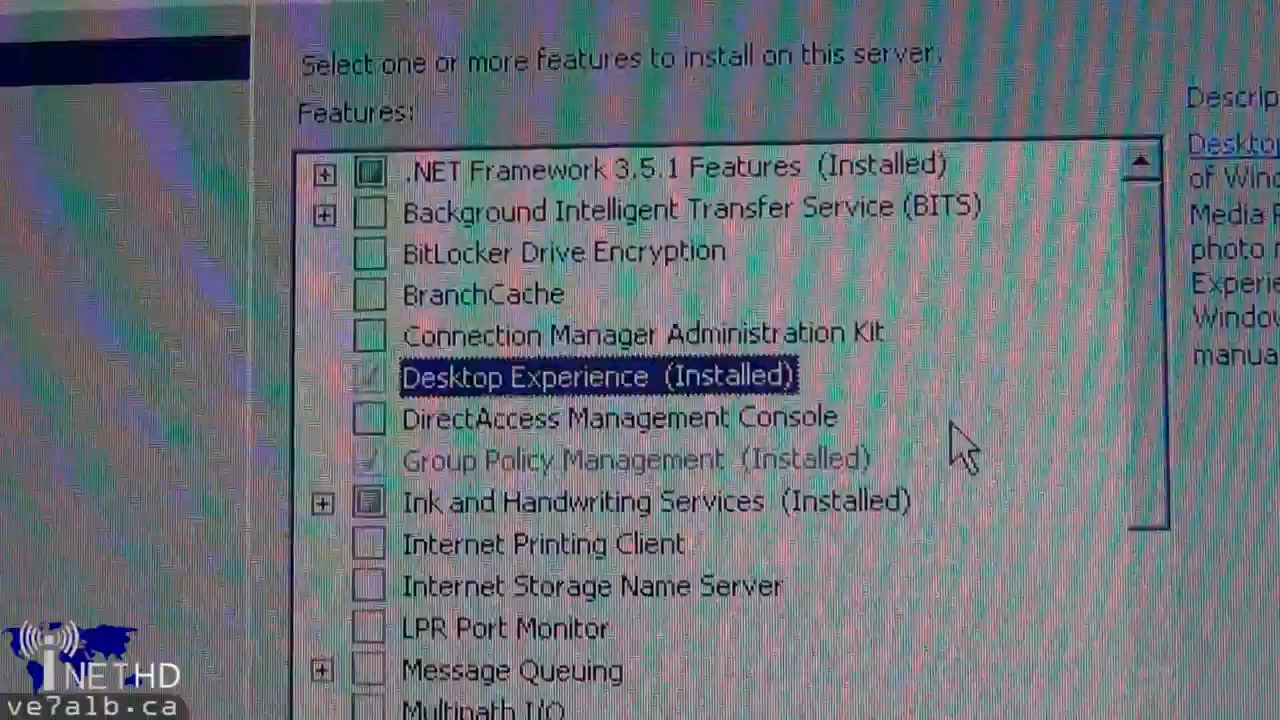 Select one or more features to install on this server.
Features:
.NET Framework 3.5.1 Features (Installed)
Background Intelligent Transfer Service (BITS)
BitLocker Drive Encryption
BranchCache
Connection Manager Administration Kit
Desktop Experience (Installed)
DirectAccess Management Console
Group Policy Management (Installed)
Ink and Handwriting Services (Installed)
Internet Printing Client
Internet Storage Name Server
LPR Port Monitor
Message Queuing
Multipath I/O
Descrip
Deskto
of Wind
Media
photo
Experie
Window
manua
iNETHD
ve7alb.ca